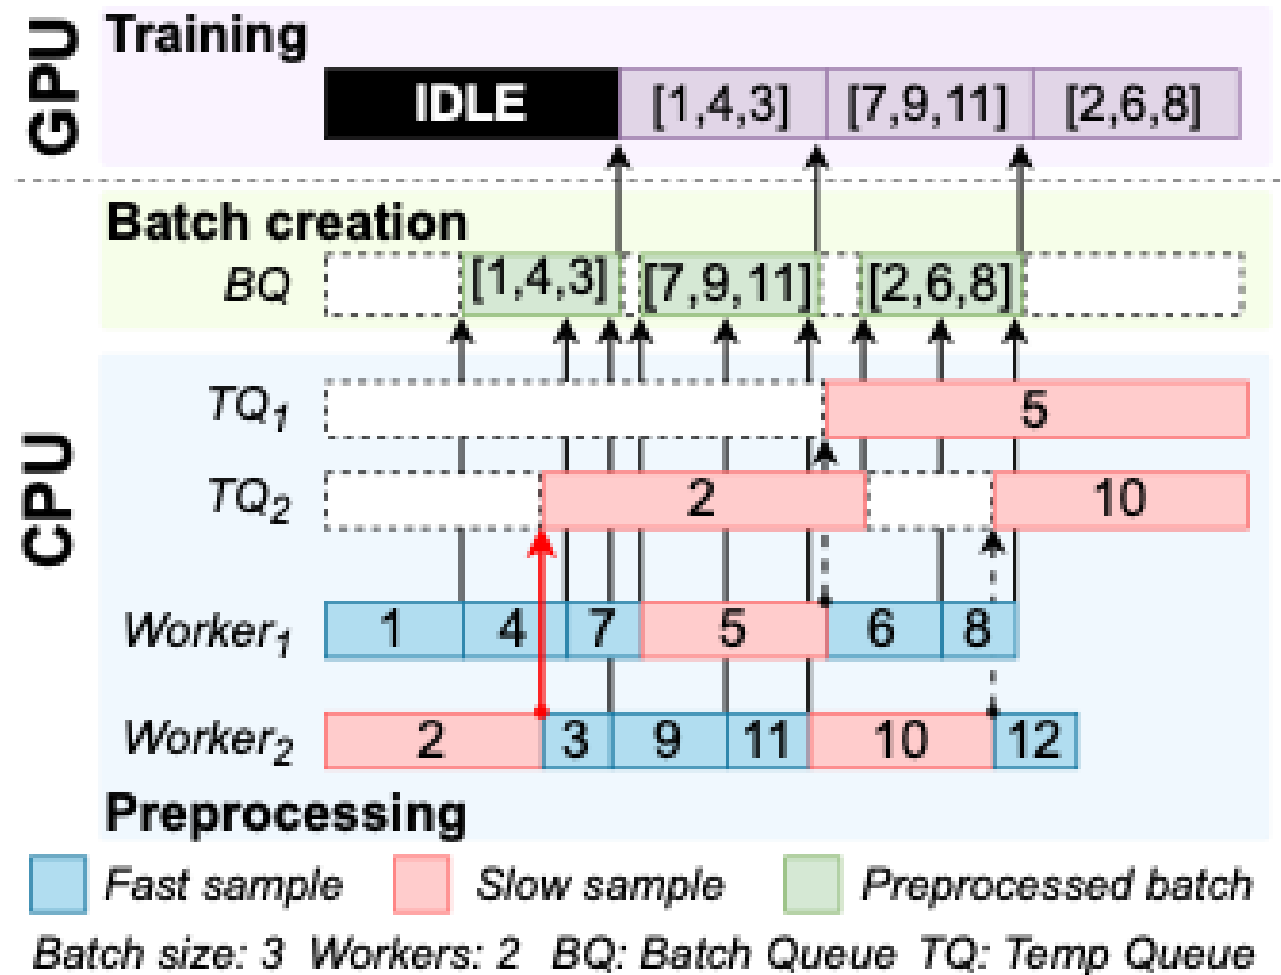 GPU
Training
IDLE [1,4,3] [7,9,11] [2,6,8]
Batch creation
BQ [1,4,3] [7,9,11] [2,6,8]
CPU
TQ1 5
TQ2 2 10
Worker1 1 4 7 5 6 8
Worker2 2 3 9 11 10 12
Preprocessing
Fast sample Slow sample Preprocessed batch
Batch size: 3 Workers: 2 BQ: Batch Queue TQ: Temp Queue